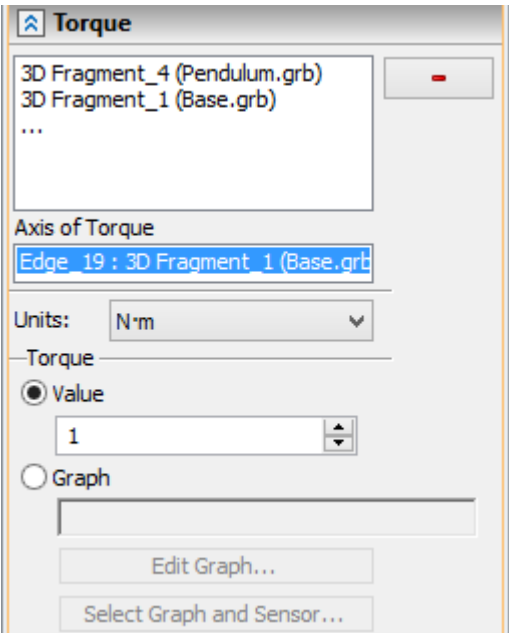 Torque
3D Fragment_4 (Pendulum.grb)
3D Fragment_1 (Base.grb)
...
Axis of Torque
Edge_19 : 3D Fragment_1 (Base.grb
Units:
N·m
Torque
Value
1
Graph
Edit Graph...
Select Graph and Sensor...